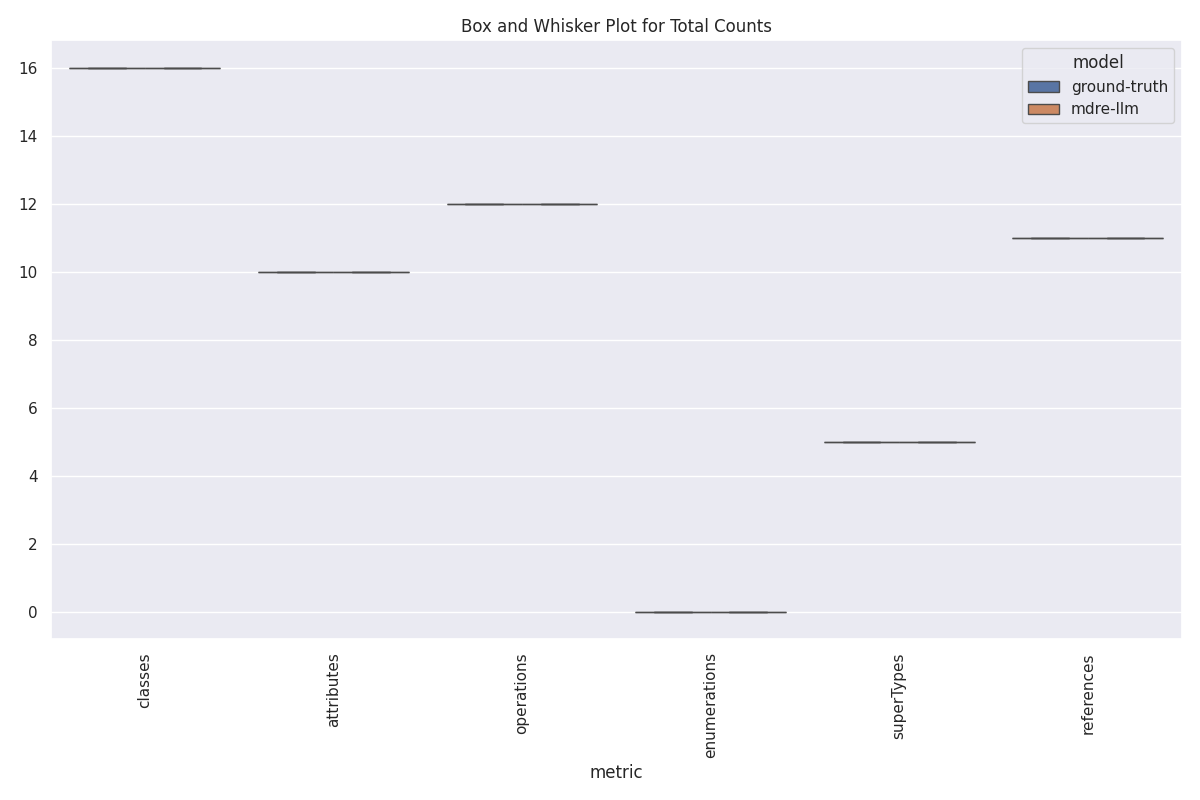 Box and Whisker Plot for Total Counts
model
ground-truth
mdre-llm
16
14
12
10
8
6
4
2
0
classes
attributes
operations
enumerations
superTypes
references
metric